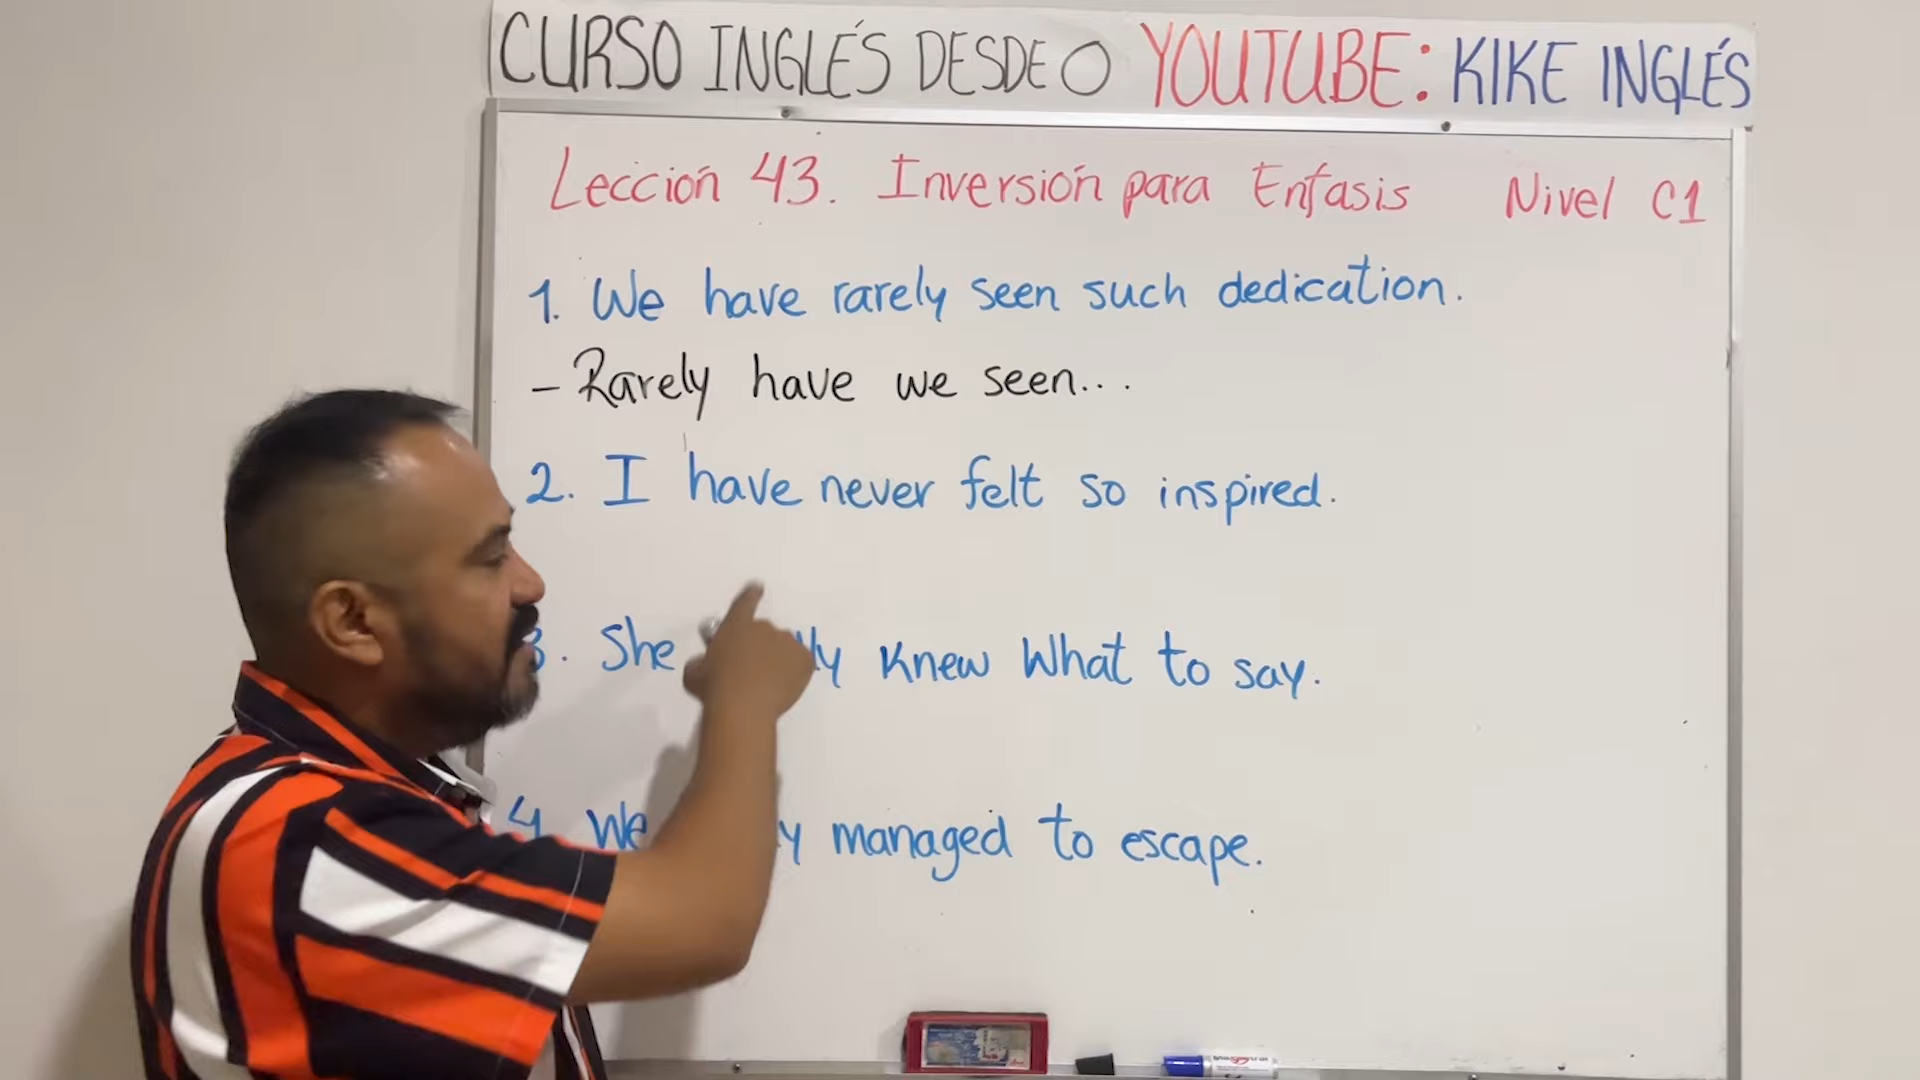 CURSO INGLÉS DESDE 0 YOUTUBE: KIKE INGLÉS
Lección 43. Inversión para Enfasis Nivel C1
1. We have rarely seen such dedication.
- Rarely have we seen...
2. I have never felt so inspired.
3. She knew What to say.
4. We managed to escape.